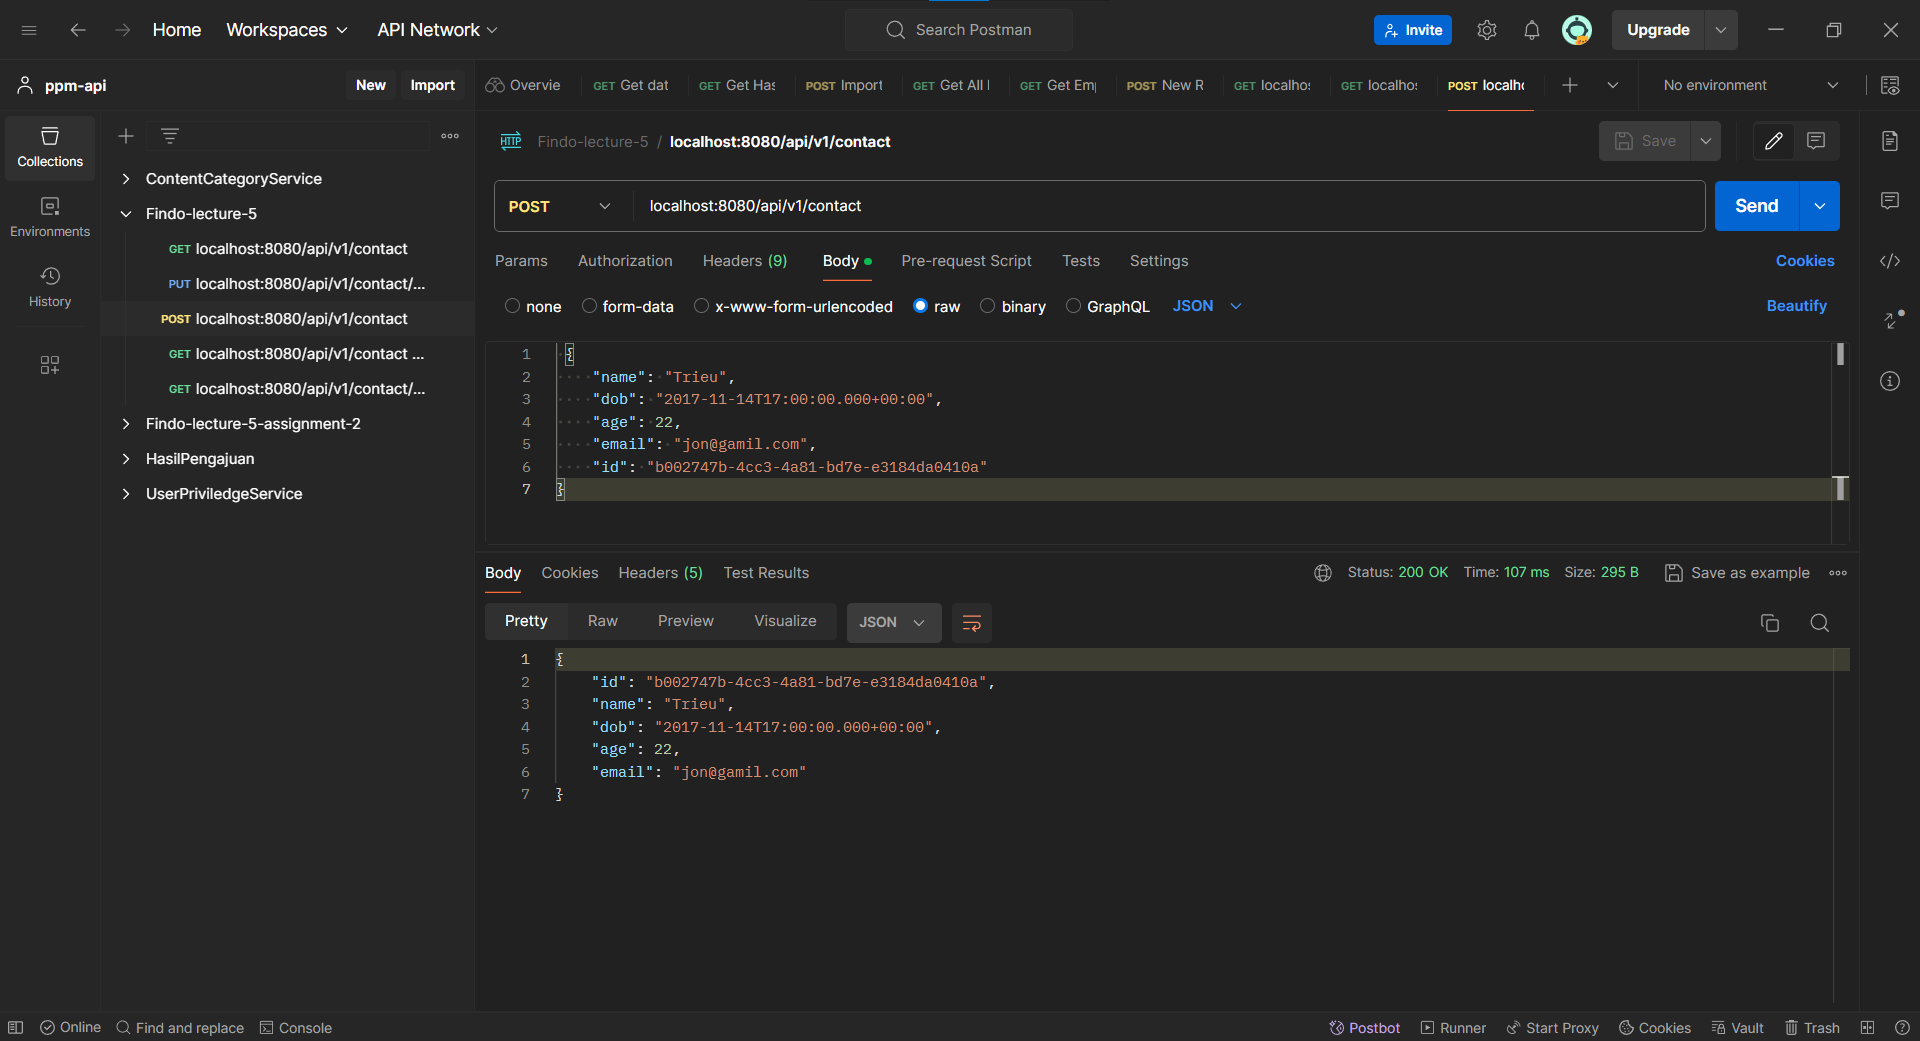 Home Workspaces API Network Search Postman Invite Upgrade
ppm-api New Import
Overvie GET Get dat GET Get Has POST Import GET Get All GET Get Emp POST New R GET localhos GET localhos POST localho No environment
Collections
Environments
History
ContentCategoryService
Findo-lecture-5
GET localhost:8080/api/v1/contact
PUT localhost:8080/api/v1/contact/...
POST localhost:8080/api/v1/contact
GET localhost:8080/api/v1/contact ...
GET localhost:8080/api/v1/contact/...
Findo-lecture-5-assignment-2
HasilPengajuan
UserPriviledgeService
HTTP Findo-lecture-5 / localhost:8080/api/v1/contact Save
POST localhost:8080/api/v1/contact Send
Params Authorization Headers (9) Body Pre-request Script Tests Settings Cookies
none form-data x-www-form-urlencoded raw binary GraphQL JSON Beautify
1 {
2 "name": "Trieu",
3 "dob": "2017-11-14T17:00:00.000+00:00",
4 "age": 22,
5 "email": "jon@gamil.com",
6 "id": "b002747b-4cc3-4a81-bd7e-e3184da0410a"
7 }
Body Cookies Headers (5) Test Results Status: 200 OK Time: 107 ms Size: 295 B Save as example
Pretty Raw Preview Visualize JSON
1 {
2 "id": "b002747b-4cc3-4a81-bd7e-e3184da0410a",
3 "name": "Trieu",
4 "dob": "2017-11-14T17:00:00.000+00:00",
5 "age": 22,
6 "email": "jon@gamil.com"
7 }
Online Find and replace Console Postbot Runner Start Proxy Cookies Vault Trash